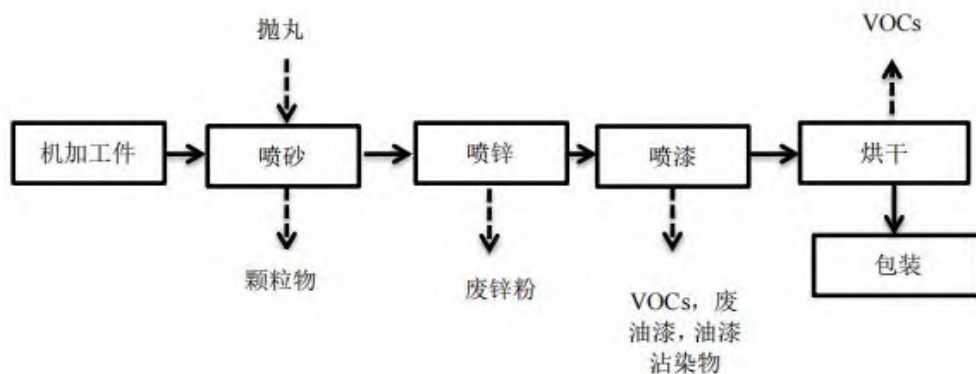 抛丸
VOCs
机加工件
喷砂
喷锌
喷漆
烘干
颗粒物
废锌粉
包装
VOCs，废
油漆，油漆
沾染物